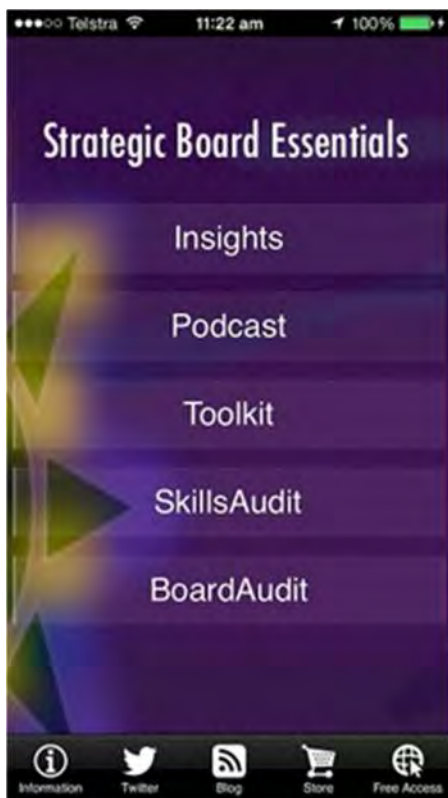 Telstra 11:22 am 100%
Strategic Board Essentials
Insights
Podcast
Toolkit
SkillsAudit
BoardAudit
Information Twitter Blog Store Free Access